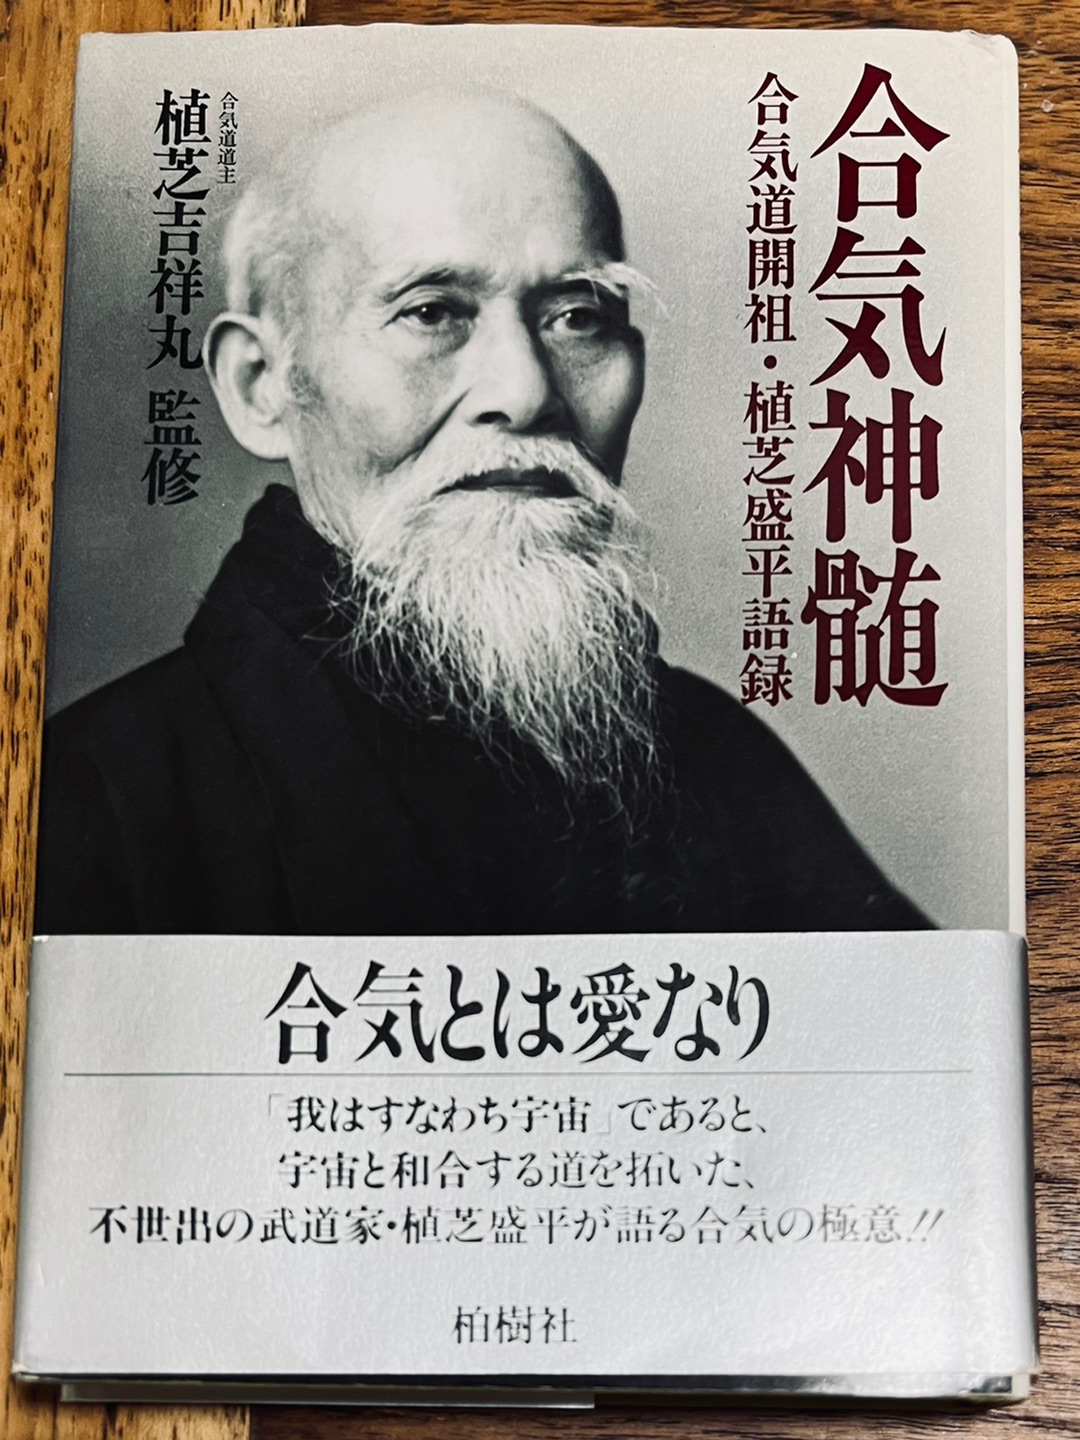 合気神髄
合気道開祖・植芝盛平語録
合気道道主
植芝吉祥丸 監修
合気とは愛なり
「我はすなわち宇宙」であると、
宇宙と和合する道を拓いた、
不世出の武道家・植芝盛平が語る合気の極意!!
柏樹社